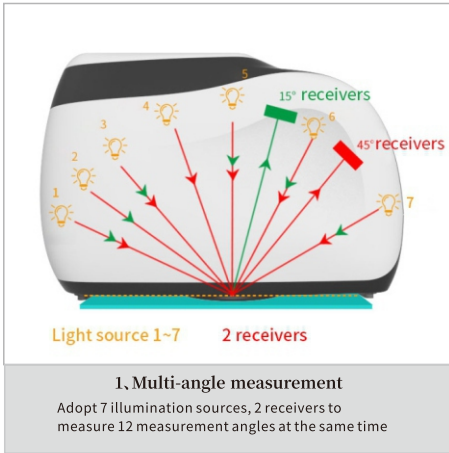 5
15° receivers
4
6
3
45° receivers
2
1
7
Light source 1~7 2 receivers
1、Multi-angle measurement
Adopt 7 illumination sources, 2 receivers to
measure 12 measurement angles at the same time